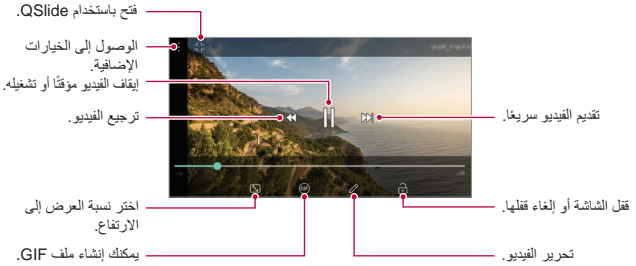 فتح باستخدام QSlide.
الوصول إلى الخيارات
الإضافية.
إيقاف الفيديو مؤقتًا أو تشغيله.
ترجيع الفيديو.
تقديم الفيديو سريعًا.
اختر نسبة العرض إلى
الارتفاع.
قفل الشاشة أو إلغاء قفلها.
يمكنك إنشاء ملف GIF.
تحرير الفيديو.
GIF